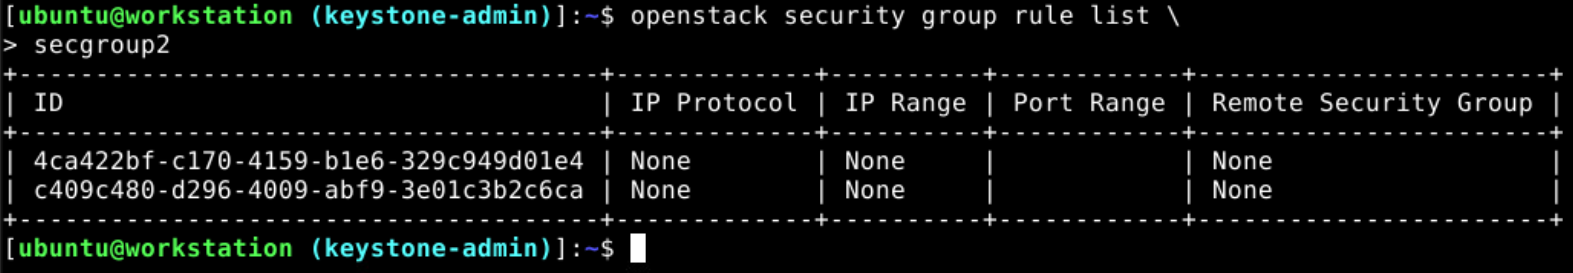 [ubuntu@workstation (keystone-admin)]:~$ openstack security group rule list \
> secgroup2
+--------------------------------------+-------------+----------+------------+-----------------------+
| ID                                   | IP Protocol | IP Range | Port Range | Remote Security Group |
+--------------------------------------+-------------+----------+------------+-----------------------+
| 4ca422bf-c170-4159-b1e6-329c949d01e4 | None        | None     |            | None                  |
| c409c480-d296-4009-abf9-3e01c3b2c6ca | None        | None     |            | None                  |
+--------------------------------------+-------------+----------+------------+-----------------------+
[ubuntu@workstation (keystone-admin)]:~$